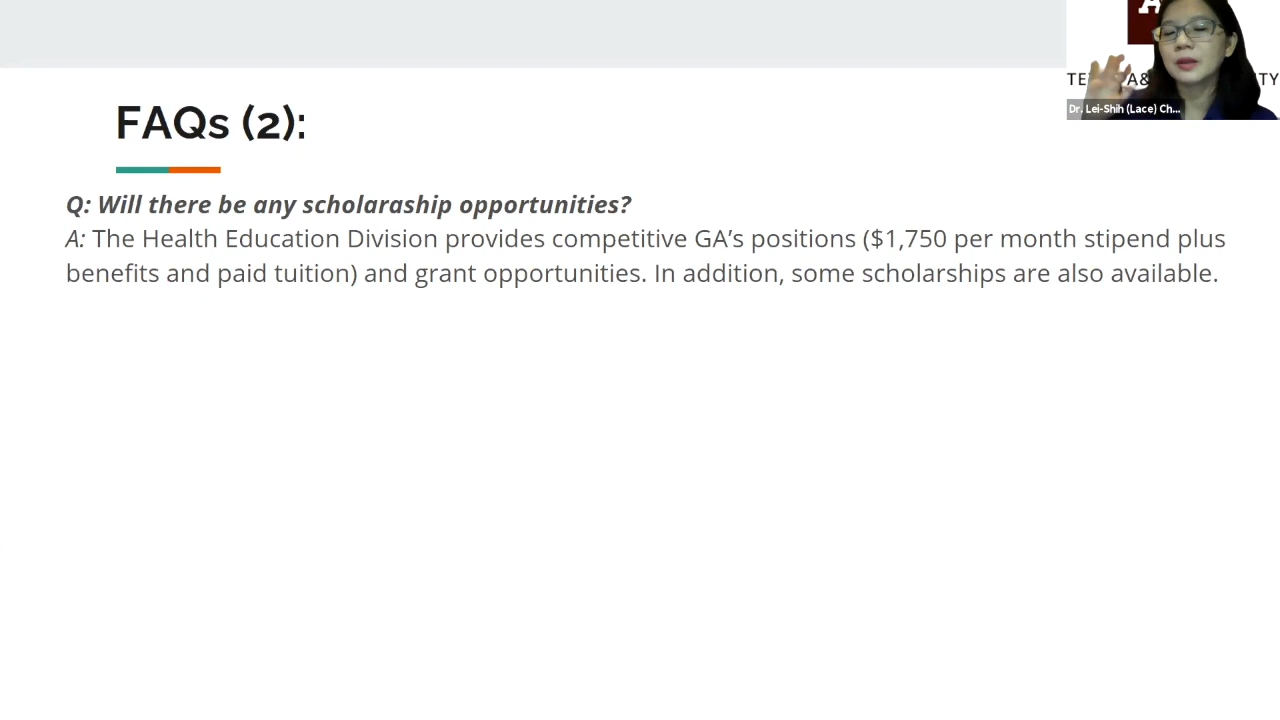 FAQs (2):
Q: Will there be any scholaraship opportunities?
A: The Health Education Division provides competitive GA’s positions ($1,750 per month stipend plus
benefits and paid tuition) and grant opportunities. In addition, some scholarships are also available.
Dr. Lei-Shih (Lace) Ch...